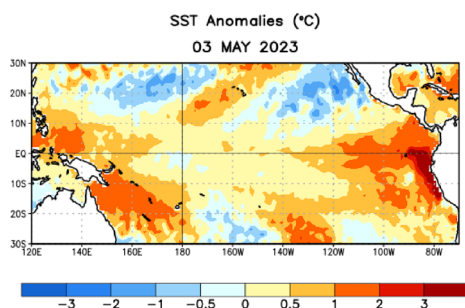 SST Anomalies (°C)
03 MAY 2023
30N
20N
10N
EQ
10S
20S
30S
120E 140E 160E 180 160W 140W 120W 100W 80W
-3 -2 -1 -0.5 0 0.5 1 2 3